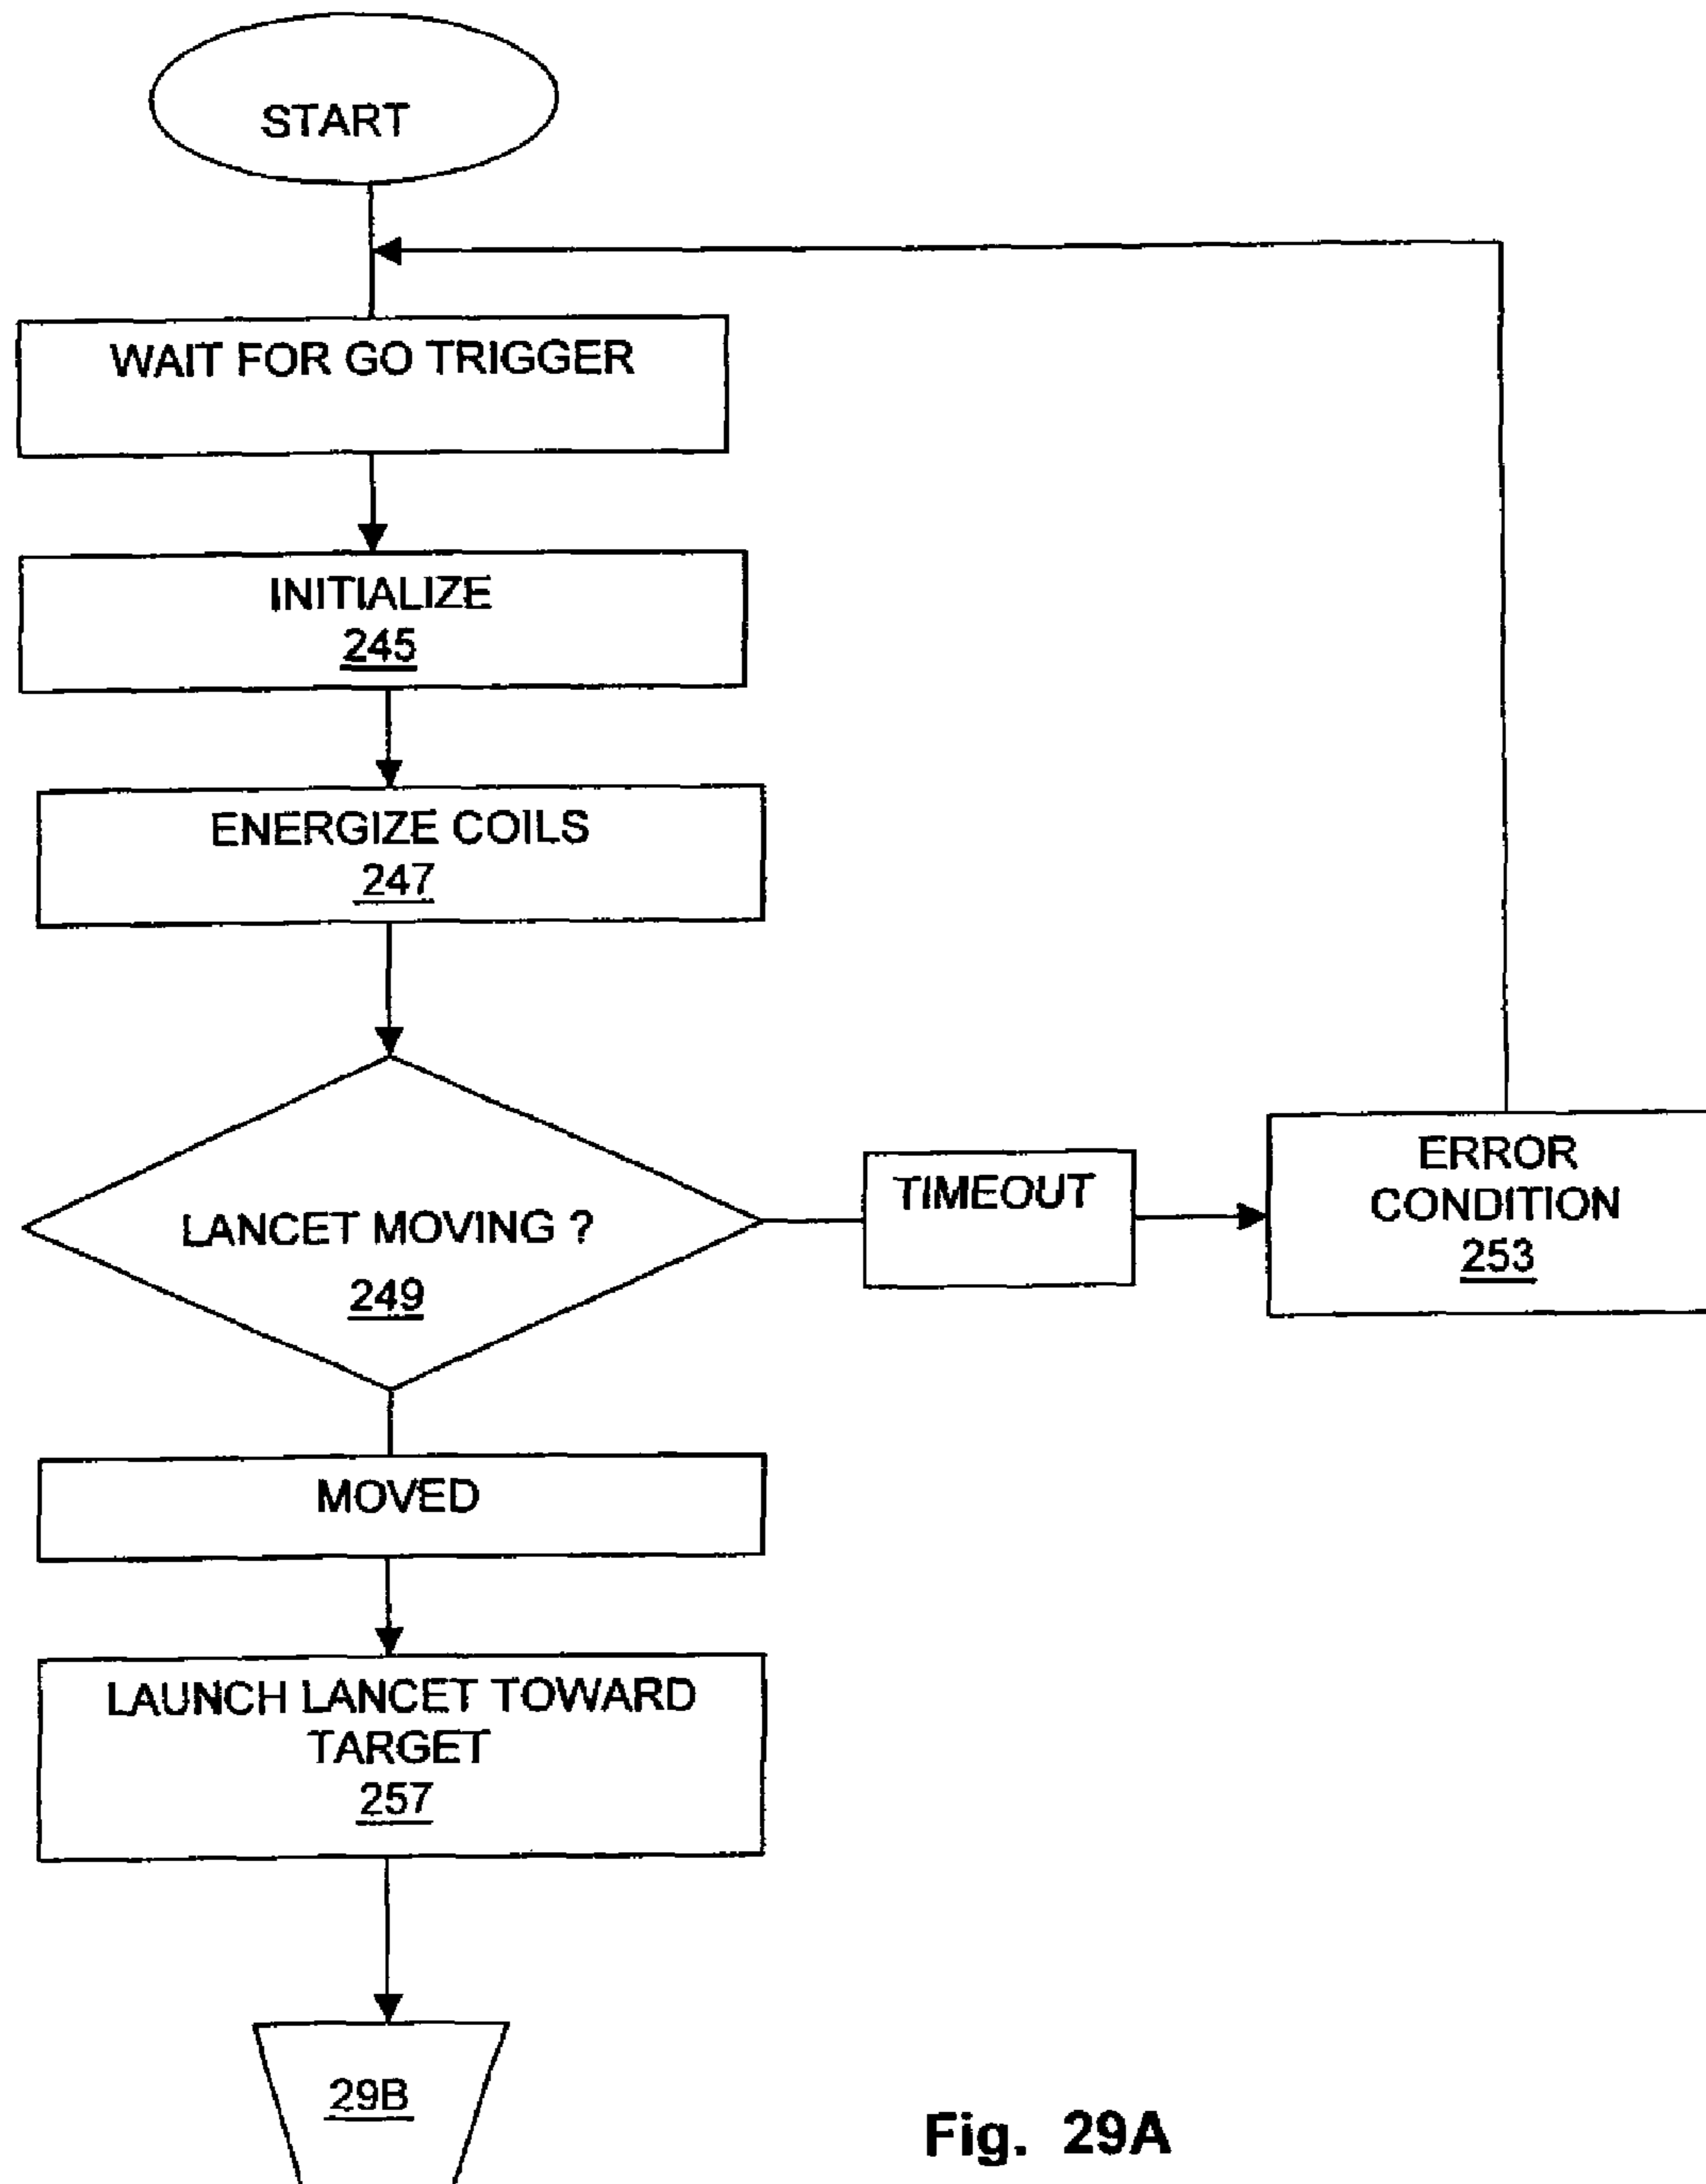 START
WAIT FOR GO TRIGGER
INITIALIZE
245
ENERGIZE COILS
247
LANCET MOVING ?
249
TIMEOUT
ERROR
CONDITION
253
MOVED
LAUNCH LANCET TOWARD
TARGET
257
29B
Fig. 29A